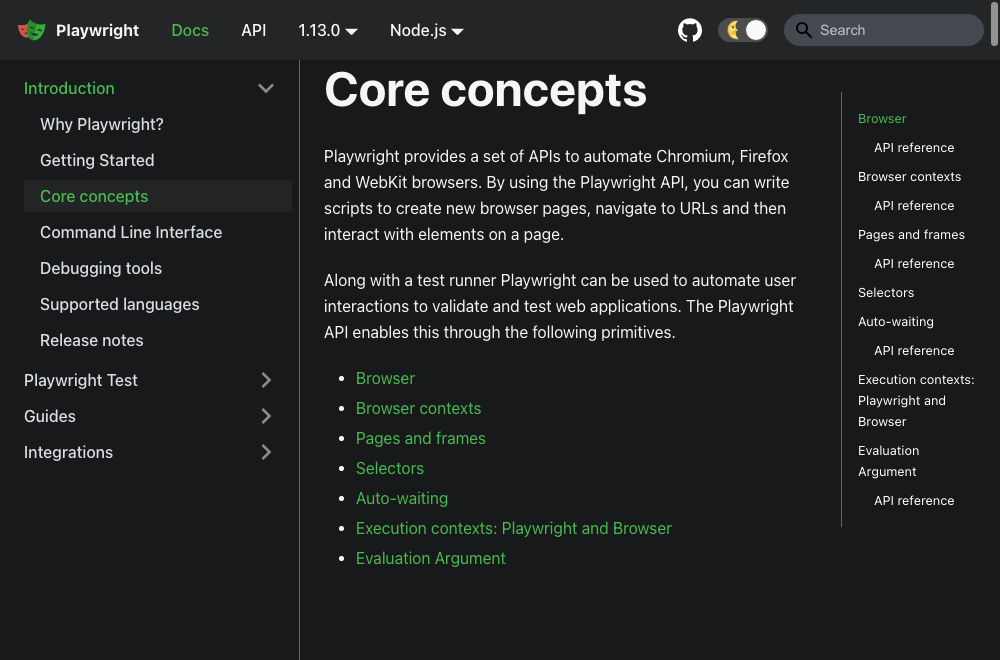 Playwright Docs API 1.13.0 Node.js Search
Introduction
Why Playwright?
Getting Started
Core concepts
Command Line Interface
Debugging tools
Supported languages
Release notes
Playwright Test
Guides
Integrations
Core concepts
Playwright provides a set of APIs to automate Chromium, Firefox
and WebKit browsers. By using the Playwright API, you can write
scripts to create new browser pages, navigate to URLs and then
interact with elements on a page.
Along with a test runner Playwright can be used to automate user
interactions to validate and test web applications. The Playwright
API enables this through the following primitives.
Browser
Browser contexts
Pages and frames
Selectors
Auto-waiting
Execution contexts: Playwright and Browser
Evaluation Argument
Browser
API reference
Browser contexts
API reference
Pages and frames
API reference
Selectors
Auto-waiting
API reference
Execution contexts:
Playwright and
Browser
Evaluation
Argument
API reference